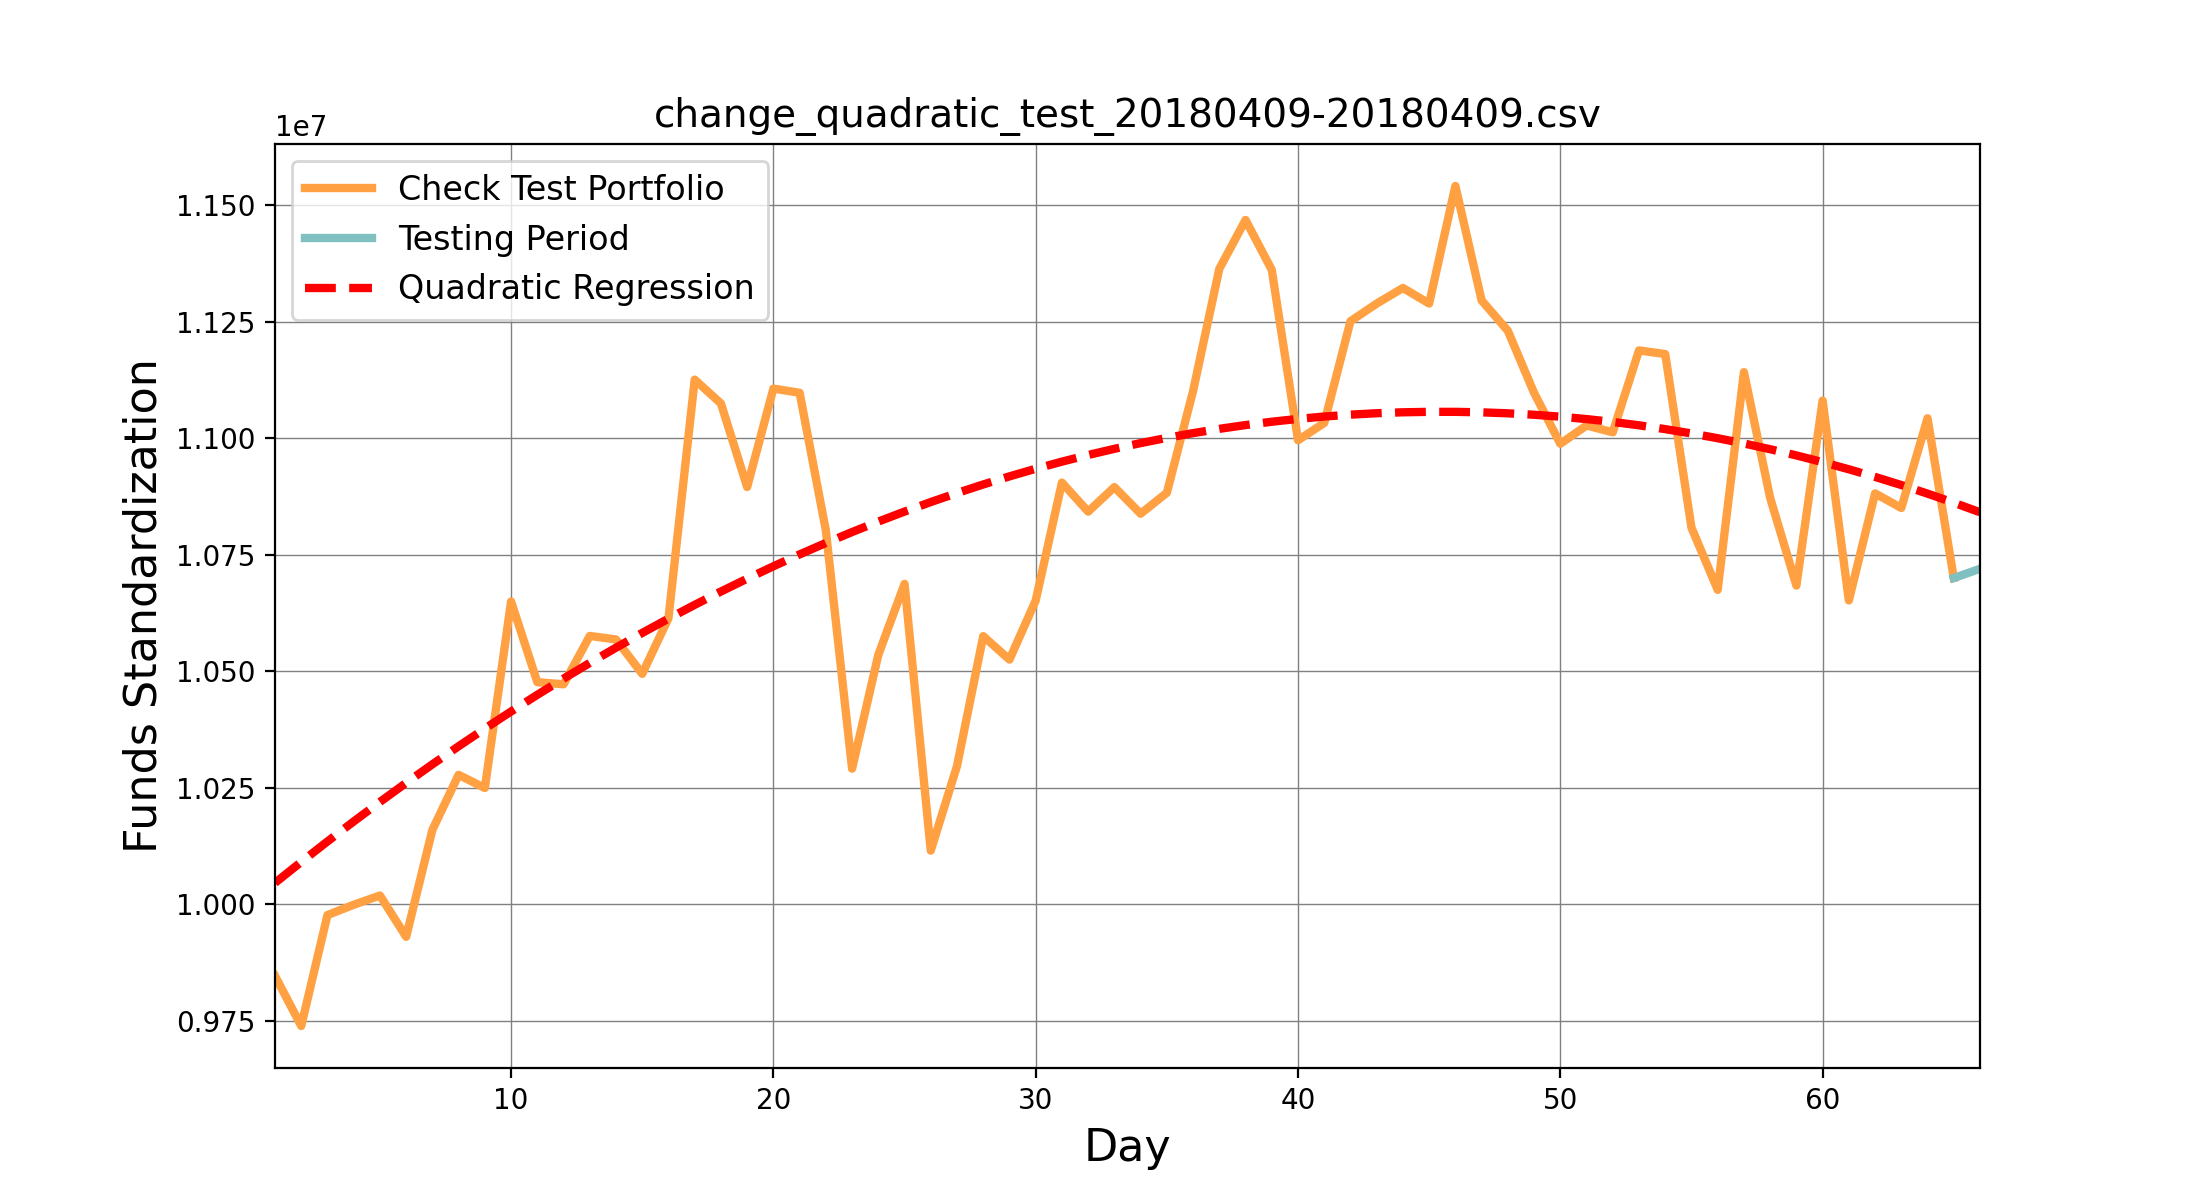 change_quadratic_test_20180409-20180409.csv
1e7
Check Test Portfolio
Testing Period
Quadratic Regression
1.150
1.125
1.100
1.075
1.050
1.025
1.000
0.975
Funds Standardization
10 20 30 40 50 60
Day